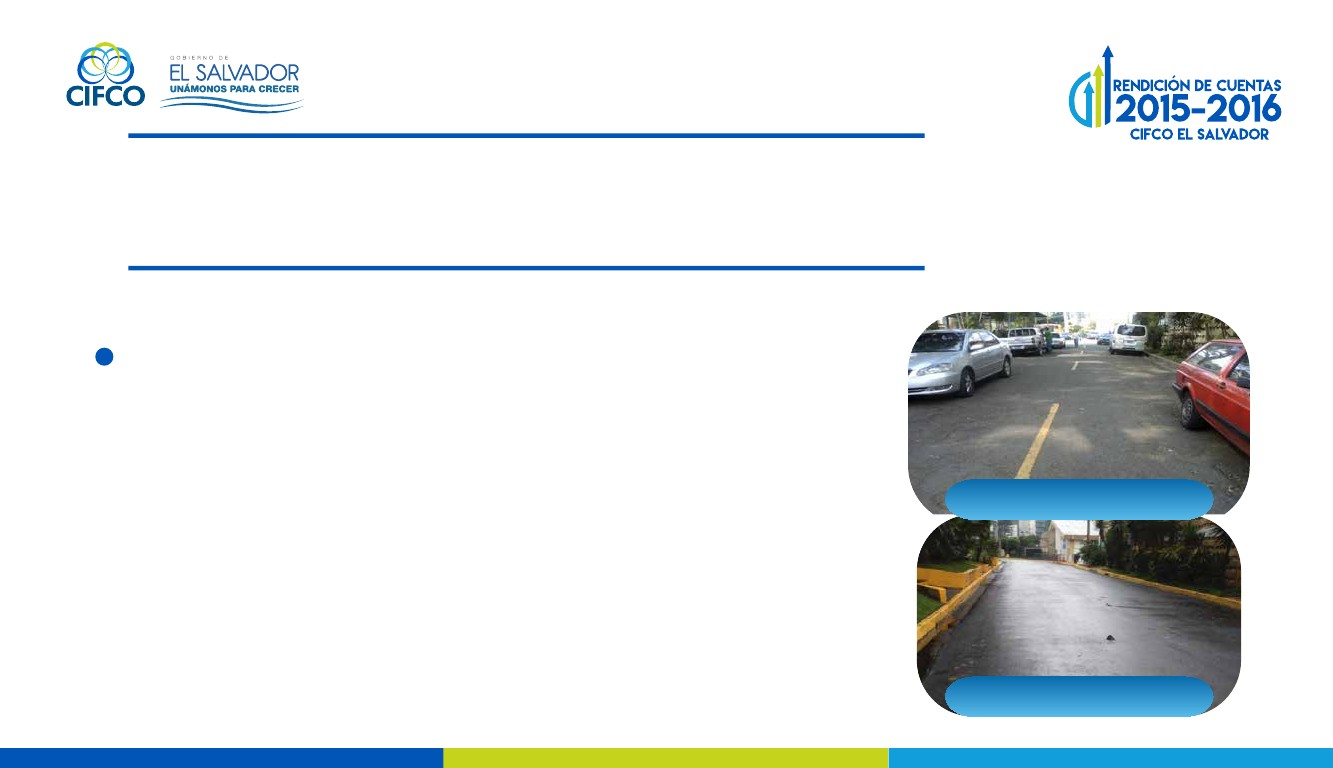 CIFCO
GOBIERNO DE
EL SALVADOR
UNÁMONOS PARA CRECER
RENDICIÓN DE CUENTAS
2015-2016
CIFCO EL SALVADOR